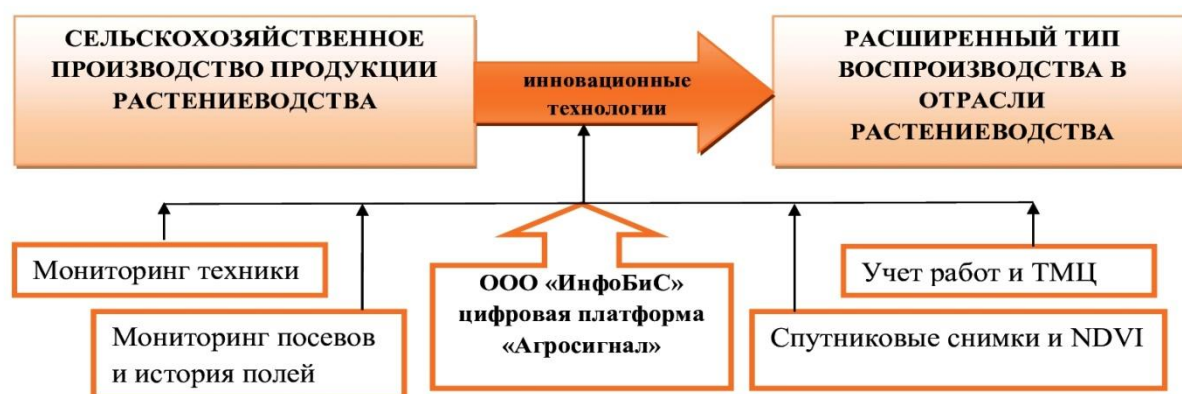 СЕЛЬСКОХОЗЯЙСТВЕННОЕ
ПРОИЗВОДСТВО ПРОДУКЦИИ
РАСТЕНИЕВОДСТВА
инновационные
технологии
РАСШИРЕННЫЙ ТИП
ВОСПРОИЗВОДСТВА В
ОТРАСЛИ
РАСТЕНИЕВОДСТВА
Мониторинг техники
Мониторинг посевов
и история полей
ООО «ИнфоБиС»
цифровая платформа
«Агросигнал»
Учет работ и ТМЦ
Спутниковые снимки и NDVI